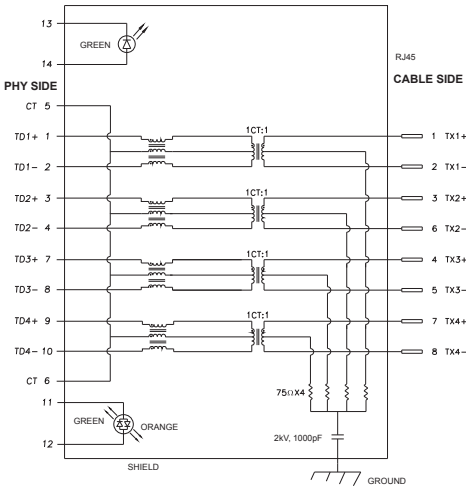 13
GREEN
14
RJ45
PHY SIDE
CABLE SIDE
CT 5
1CT:1
TD1+ 1
1 TX1+
TD1- 2
2 TX1-
1CT:1
TD2+ 3
3 TX2+
TD2- 4
6 TX2-
1CT:1
TD3+ 7
4 TX3+
TD3- 8
5 TX3-
1CT:1
TD4+ 9
7 TX4+
TD4- 10
8 TX4-
CT 6
75ΩX4
11
GREEN
ORANGE
12
2kV, 1000pF
SHIELD
GROUND